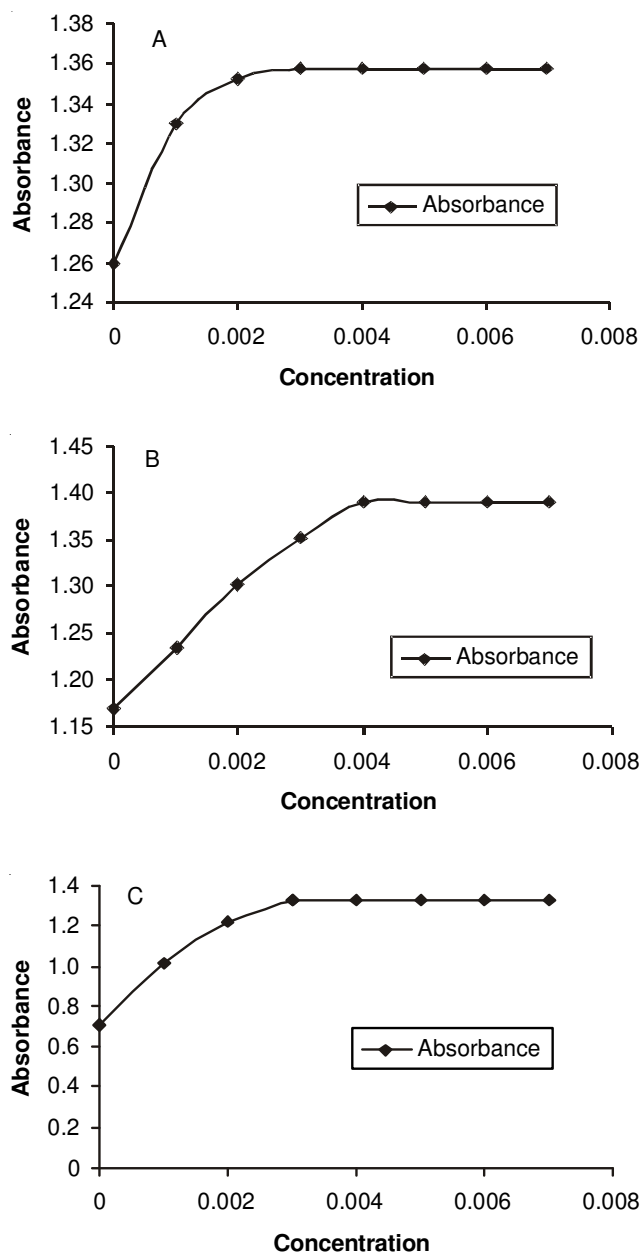 A
1.38
1.36
1.34
1.32
1.30
1.28
1.26
1.24
Absorbance
Absorbance
0 0.002 0.004 0.006 0.008
Concentration
B
1.45
1.40
1.35
1.30
1.25
1.20
1.15
Absorbance
Absorbance
0 0.002 0.004 0.006 0.008
Concentration
C
1.4
1.2
1.0
0.8
0.6
0.4
0.2
0
Absorbance
Absorbance
0 0.002 0.004 0.006 0.008
Concentration